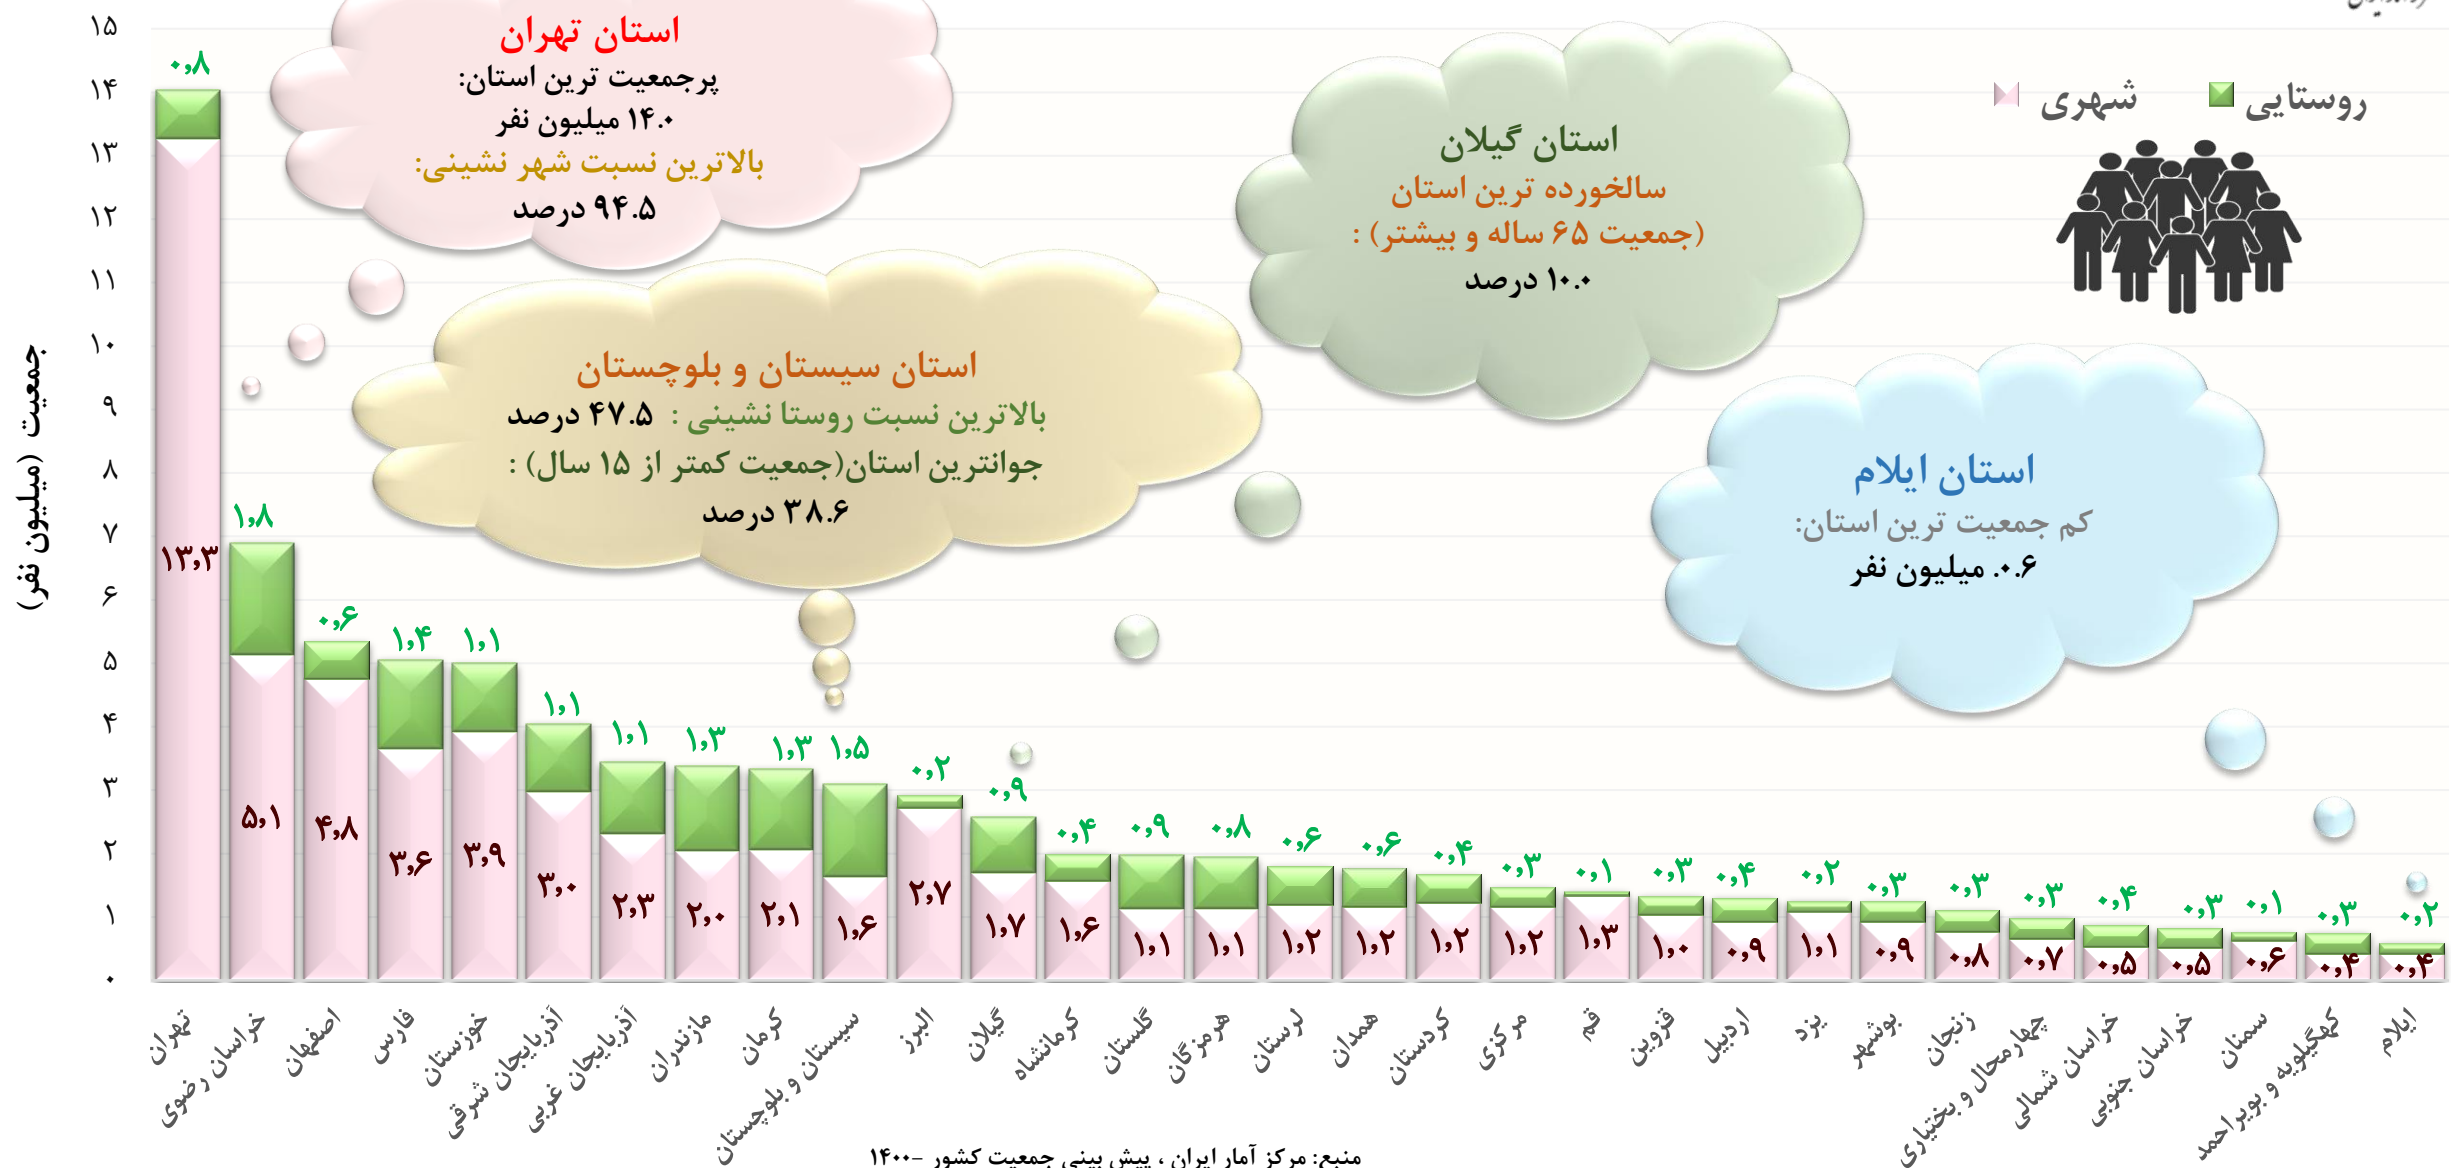 استان تهران
پرجمعیت ترین استان:
۱۴.۰ میلیون نفر
بالاترین نسبت شهر نشینی:
۹۴.۵ درصد
استان گیلان
سالخورده ترین استان
(جمعیت ۶۵ ساله و بیشتر) :
۱۰.۰ درصد
شهری
روستایی
استان سیستان و بلوچستان
بالاترین نسبت روستا نشینی : ۴۷.۵ درصد
جوانترین استان(جمعیت کمتر از ۱۵ سال) :
۳۸.۶ درصد
استان ایلام
کم جمعیت ترین استان:
۰.۶. میلیون نفر
جمعیت (میلیون نفر)
۱۵
۱۴
۱۳
۱۲
۱۱
۱۰
۹
۸
۷
۶
۵
۴
۳
۲
۱
۰
۰,۸ ۱,۸ ۰,۶ ۱,۴ ۱,۱ ۱,۱ ۱,۱ ۱,۳ ۱,۳ ۱,۵ ۰,۲ ۰,۹ ۰,۴ ۰,۹ ۰,۸ ۰,۶ ۰,۶ ۰,۴ ۰,۳ ۰,۱ ۰,۳ ۰,۴ ۰,۲ ۰,۳ ۰,۳ ۰,۳ ۰,۴ ۰,۳ ۰,۱ ۰,۳ ۰,۲
۱۳,۳ ۵,۱ ۴,۸ ۳,۶ ۳,۹ ۳,۰ ۲,۳ ۲,۰ ۲,۱ ۱,۶ ۲,۷ ۱,۷ ۱,۶ ۱,۱ ۱,۱ ۱,۲ ۱,۲ ۱,۲ ۱,۲ ۱,۳ ۱,۰ ۰,۹ ۱,۱ ۰,۹ ۰,۸ ۰,۷ ۰,۵ ۰,۵ ۰,۶ ۰,۴ ۰,۴
تهران
خراسان رضوی
اصفهان
فارس
خوزستان
آذربایجان شرقی
آذربایجان غربی
مازندران
کرمان
سیستان و بلوچستان
البرز
گیلان
کرمانشاه
گلستان
هرمزگان
لرستان
همدان
کردستان
مرکزی
قم
قزوین
اردبیل
یزد
بوشهر
زنجان
چهارمحال و بختیاری
خراسان شمالی
خراسان جنوبی
سمنان
کهگیلویه و بویراحمد
ایلام
منبع: مرکز آمار ایران ، پیش بینی جمعیت کشور -۱۴۰۰